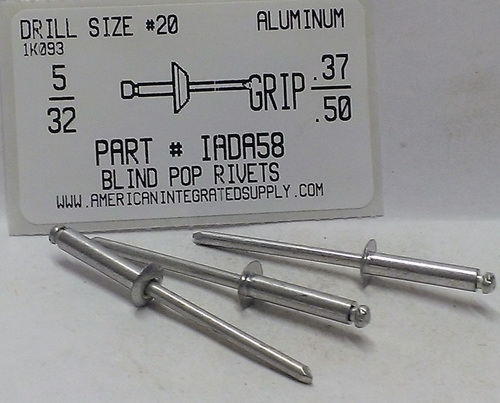 DRILL SIZE #20 ALUMINUM
1K093
5
32
GRIP .37
.50
PART # IADA58
BLIND POP RIVETS
WWW.AMERICANINTEGRATEDSUPPLY.COM